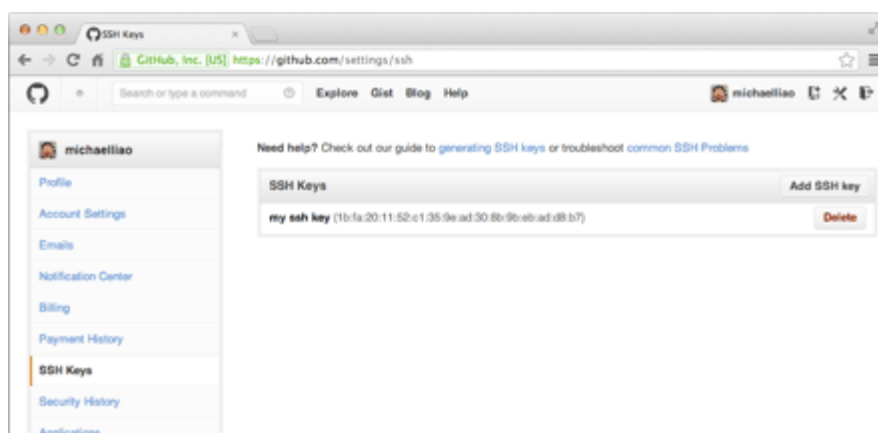 SSH Keys
GitHub, Inc. [US] https://github.com/settings/ssh
Search or type a command Explore Gist Blog Help michaelliao
michaelliao
Need help? Check out our guide to generating SSH keys or troubleshoot common SSH Problems
Profile
SSH Keys Add SSH key
Account Settings
my ssh key (1b:fa:20:11:52:c1:35:9e:ad:30:8b:9b:eb:ad:d8:b7) Delete
Emails
Notification Center
Billing
Payment History
SSH Keys
Security History
Applications